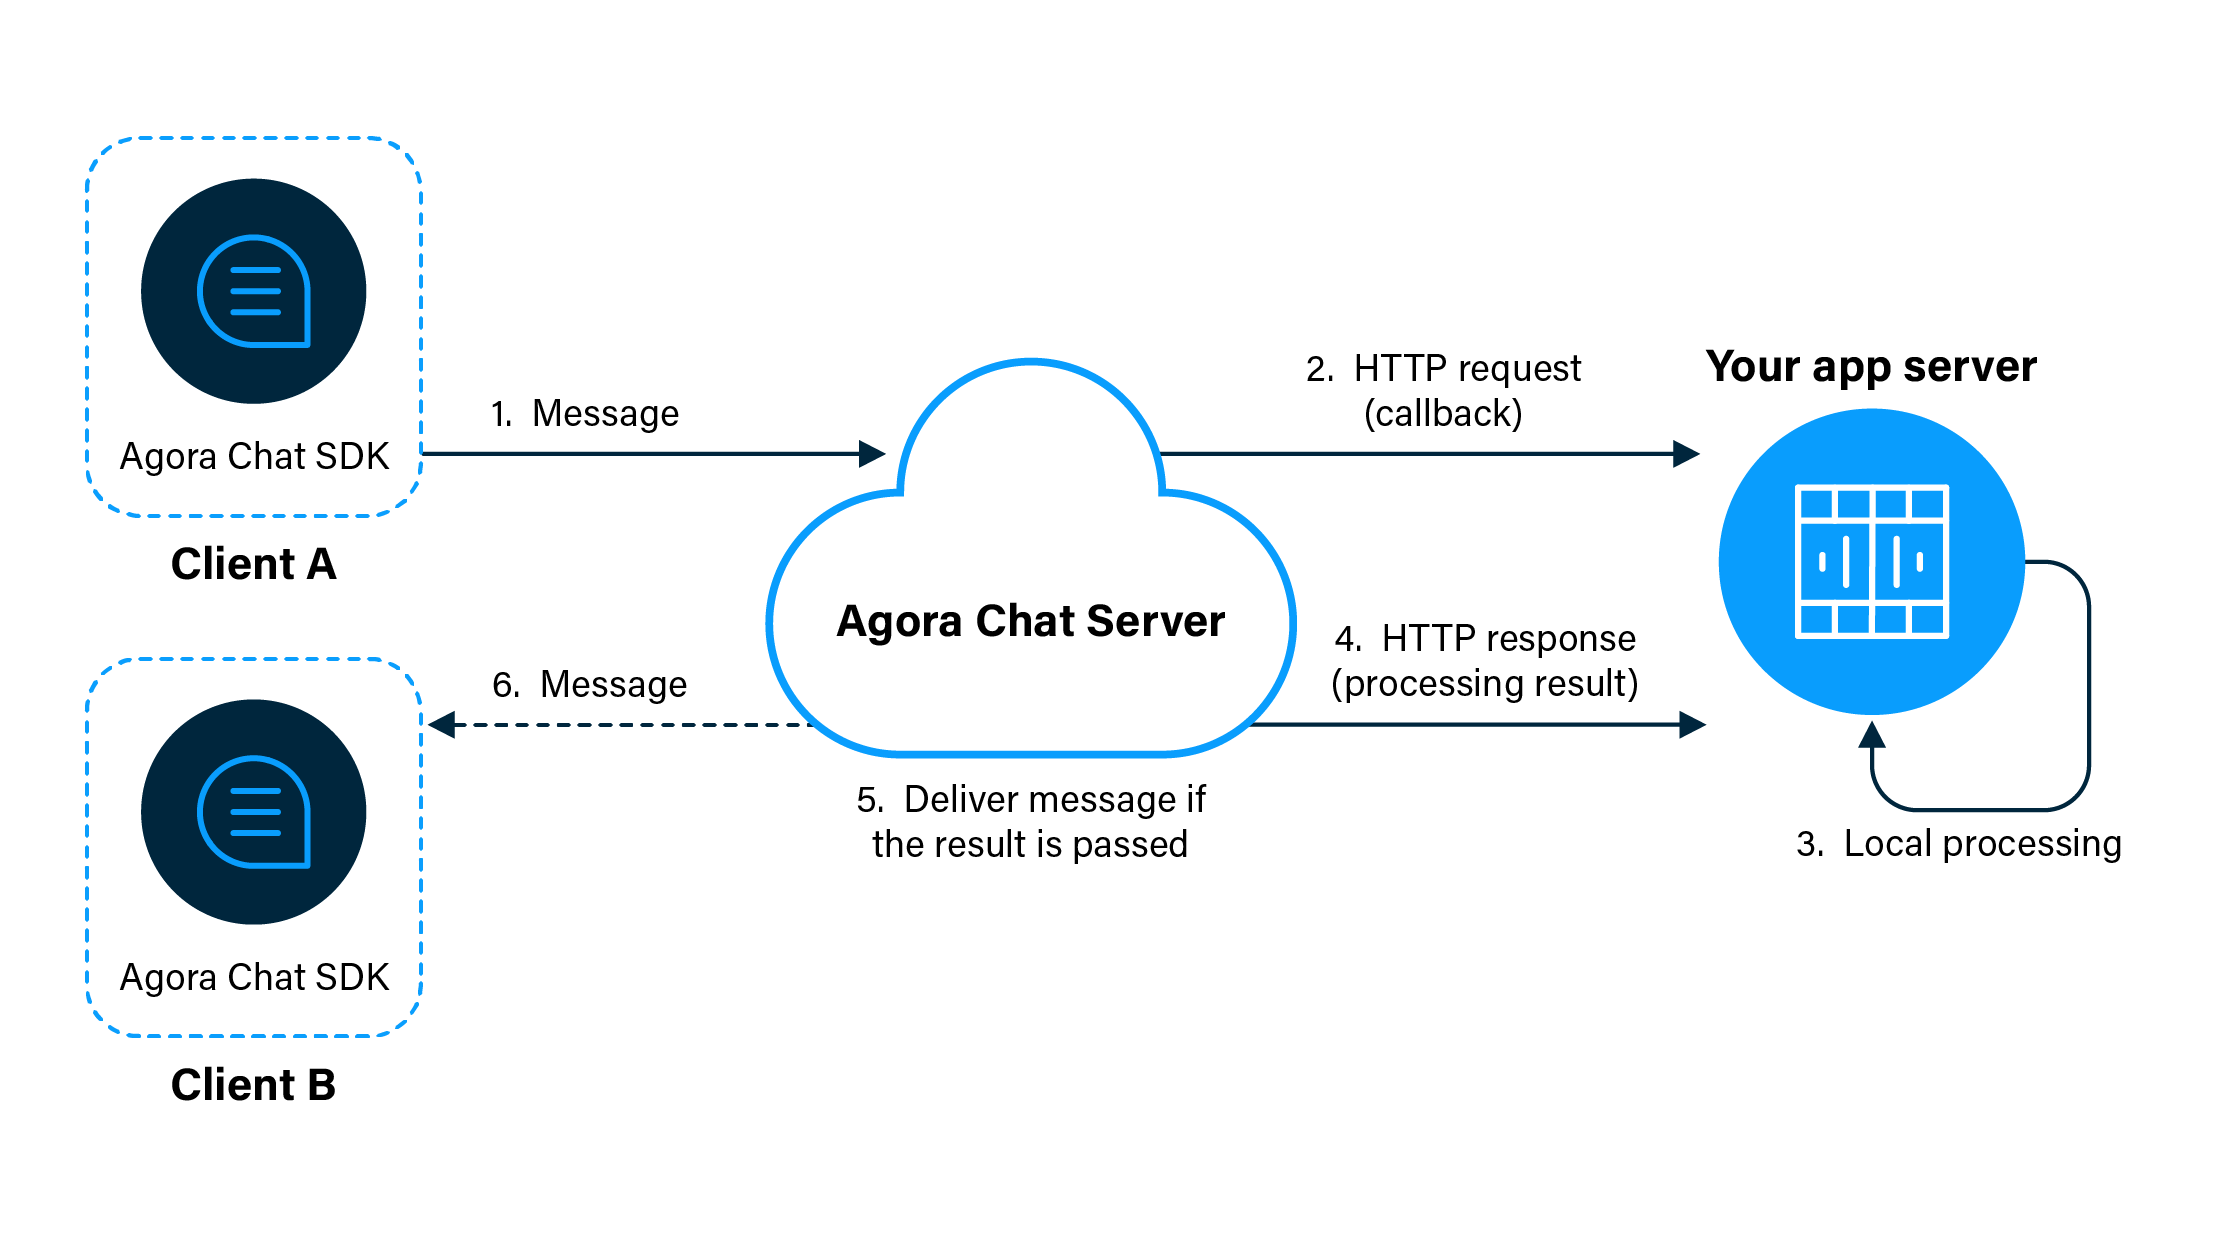 Agora Chat SDK
Client A
1. Message
2. HTTP request
(callback)
Your app server
Agora Chat Server
4. HTTP response
(processing result)
3. Local processing
5. Deliver message if
the result is passed
6. Message
Agora Chat SDK
Client B